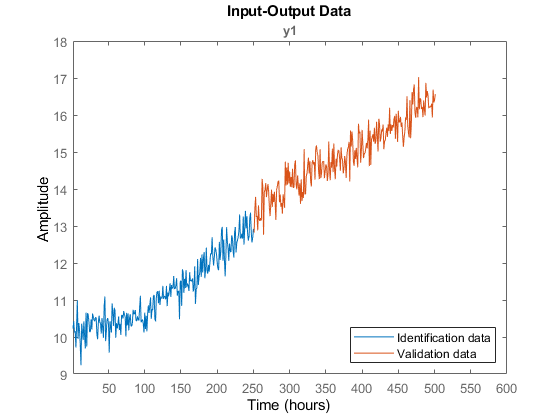 Input-Output Data
y1
18
17
16
15
14
13
12
11
10
9
Amplitude
50 100 150 200 250 300 350 400 450 500 550 600
Time (hours)
Identification data
Validation data